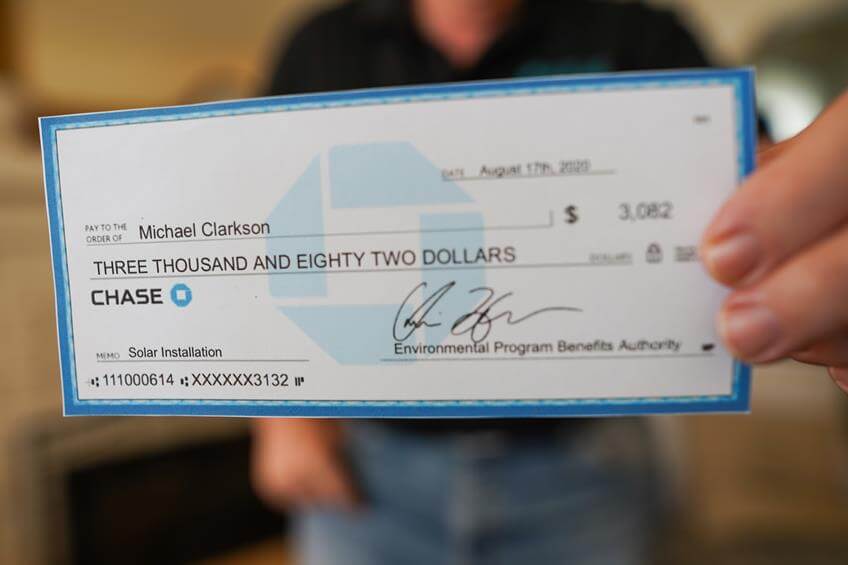 DATE August 17th, 2020
PAY TO THE
ORDER OF Michael Clarkson $ 3,082
THREE THOUSAND AND EIGHTY TWO DOLLARS DOLLARS
CHASE
MEMO Solar Installation
Environmental Program Benefits Authority
⑆111000614 ⑆XXXXXX3132 ⑈